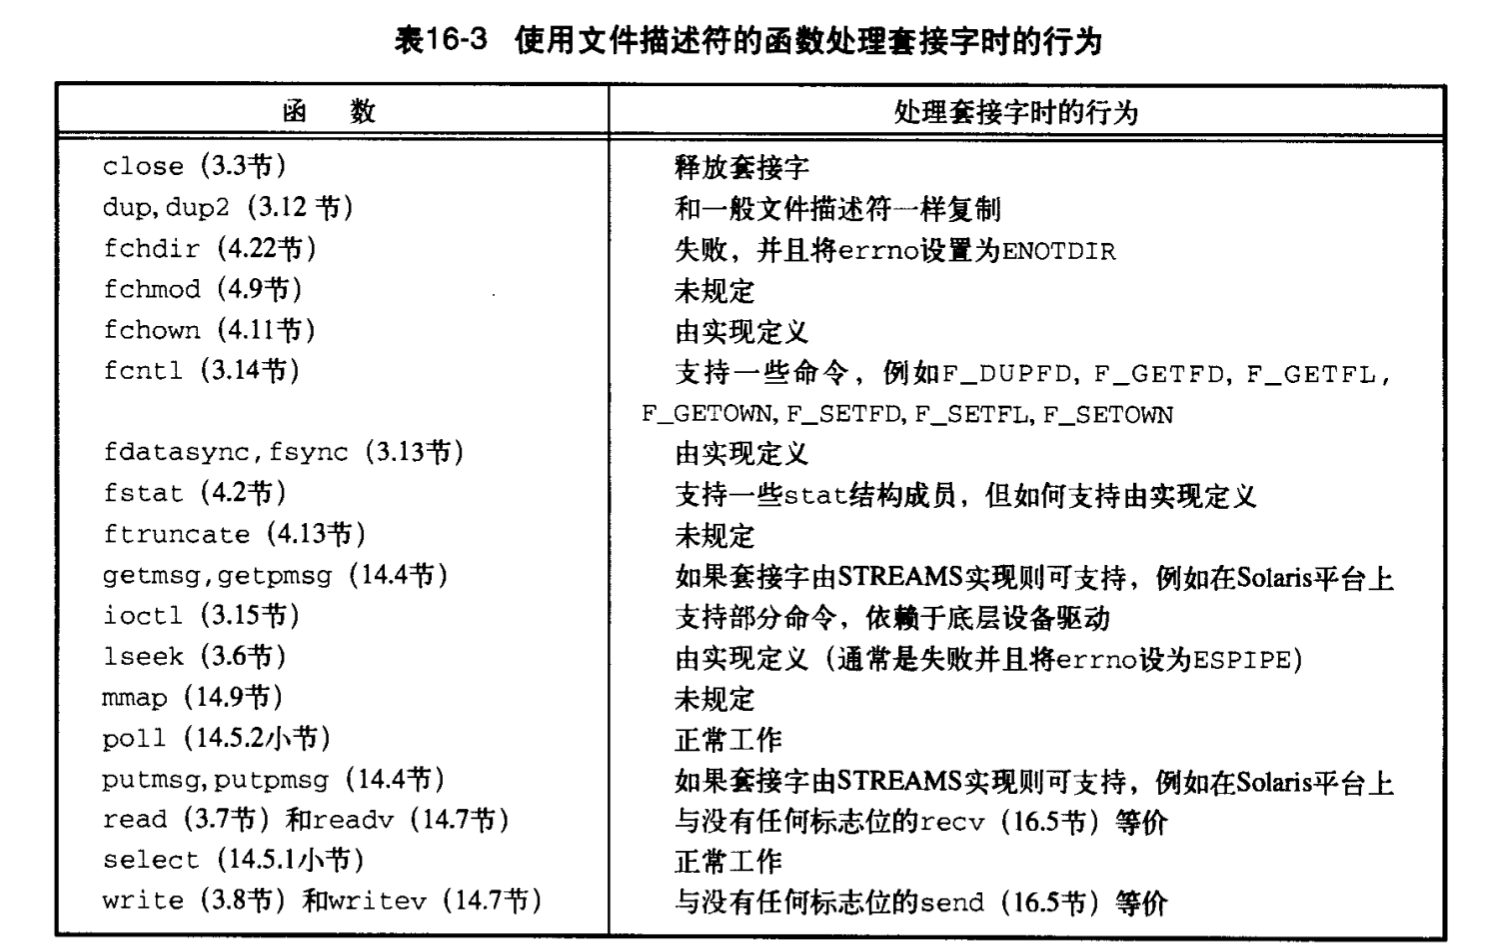 表16-3 使用文件描述符的函数处理套接字时的行为
函 数 处理套接字时的行为
close（3.3节） 释放套接字
dup,dup2（3.12 节） 和一般文件描述符一样复制
fchdir（4.22节） 失败，并且将errno设置为ENOTDIR
fchmod（4.9节） 未规定
fchown（4.11节） 由实现定义
fcntl（3.14节） 支持一些命令，例如F_DUPFD, F_GETFD, F_GETFL,
F_GETOWN, F_SETFD, F_SETFL, F_SETOWN
fdatasync,fsync（3.13节） 由实现定义
fstat（4.2节） 支持一些stat结构成员，但如何支持由实现定义
ftruncate（4.13节） 未规定
getmsg,getpmsg（14.4节） 如果套接字由STREAMS实现则可支持，例如在Solaris平台上
ioctl（3.15节） 支持部分命令，依赖于底层设备驱动
lseek（3.6节） 由实现定义（通常是失败并且将errno设为ESPIPE）
mmap（14.9节） 未规定
poll（14.5.2小节） 正常工作
putmsg,putpmsg（14.4节） 如果套接字由STREAMS实现则可支持，例如在Solaris平台上
read（3.7节）和readv（14.7节） 与没有任何标志位的recv（16.5节）等价
select（14.5.1小节） 正常工作
write（3.8节）和writev（14.7节） 与没有任何标志位的send（16.5节）等价